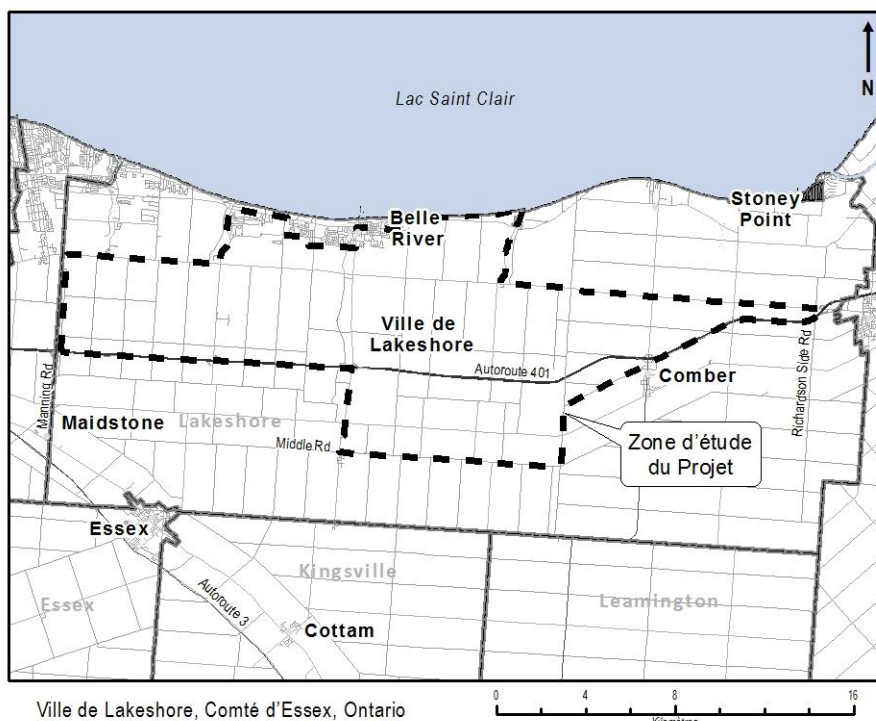 N
Lac Saint Clair
Stoney
Point
Belle
River
Ville de
Lakeshore
Autoroute 401
Comber
Richardson Side Rd
Manning Rd
Maidstone
Lakeshore
Middle Rd
Zone d'étude
du Projet
Essex
Kingsville
Essex
Autoroute 3
Leamington
Cottam
Ville de Lakeshore, Comté d'Essex, Ontario
0 4 8 16
Kilomètres